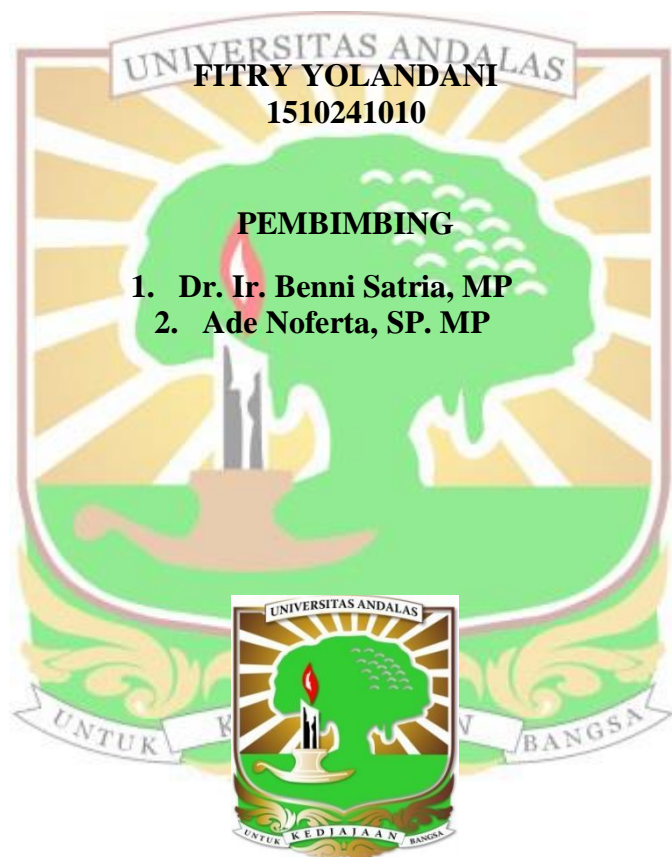 UNIVERSITAS ANDALAS
FITRY YOLANDANI
1510241010
PEMBIMBING
1. Dr. Ir. Benni Satria, MP
2. Ade Noferta, SP. MP
UNIVERSITAS ANDALAS
UNTUK K N BANGSA
UNTUK KEDJAJAAN BANGSA